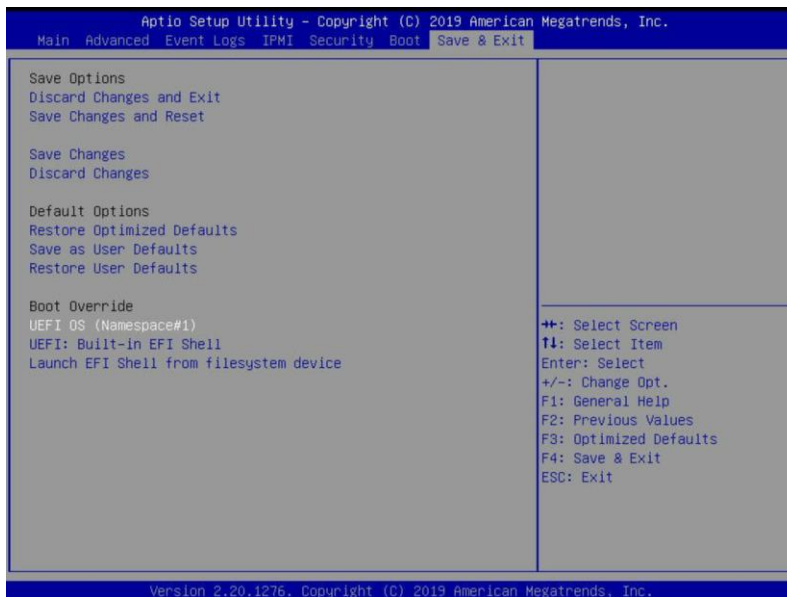 Aptio Setup Utility – Copyright (C) 2019 American Megatrends, Inc.
Main Advanced Event Logs IPMI Security Boot Save & Exit
Save Options
Discard Changes and Exit
Save Changes and Reset
Save Changes
Discard Changes
Default Options
Restore Optimized Defaults
Save as User Defaults
Restore User Defaults
Boot Override
UEFI OS (Namespace#1)
UEFI: Built-in EFI Shell
Launch EFI Shell from filesystem device
→←: Select Screen
↑↓: Select Item
Enter: Select
+/-: Change Opt.
F1: General Help
F2: Previous Values
F3: Optimized Defaults
F4: Save & Exit
ESC: Exit
Version 2.20.1276. Copyright (C) 2019 American Megatrends, Inc.